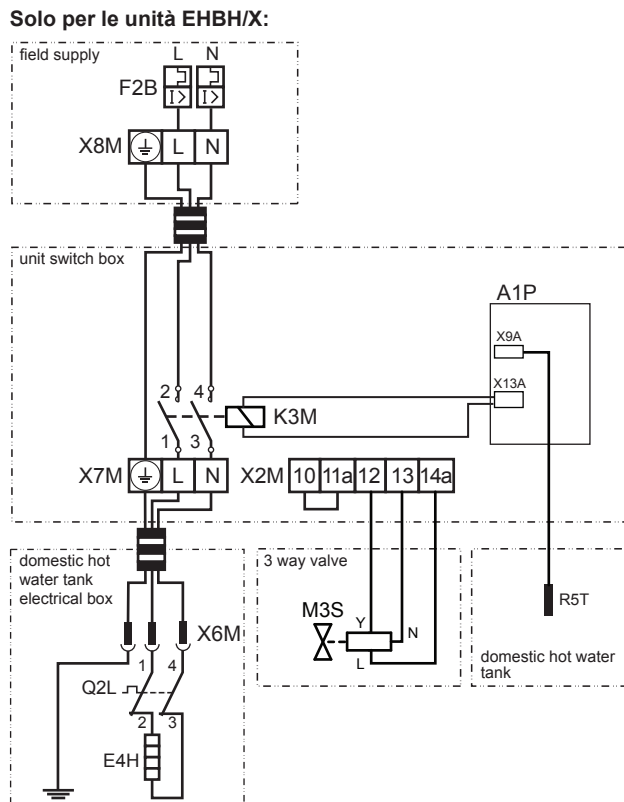 Solo per le unità EHBH/X:
field supply
L N
F2B
I> I>
X8M L N
unit switch box
A1P
X9A
X13A
2 4
K3M
1 3
X7M L N X2M 10 11a 12 13 14a
domestic hot
water tank
electrical box
3 way valve
X6M
M3S
Y
N
L
R5T
domestic hot water
tank
1 4
Q2L
2 3
E4H